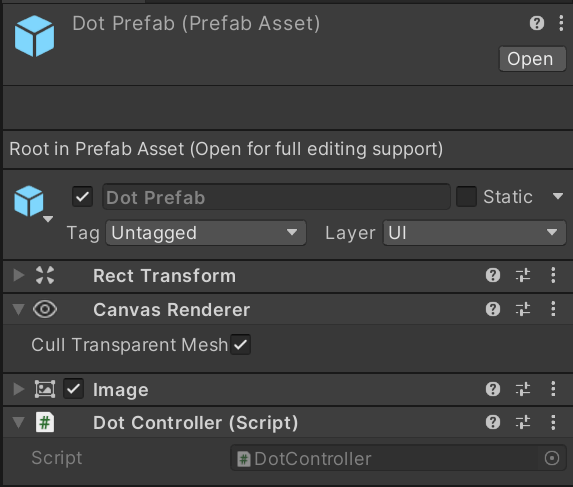 Dot Prefab (Prefab Asset)
Open
Root in Prefab Asset (Open for full editing support)
Dot Prefab Static
Tag Untagged Layer UI
Rect Transform
Canvas Renderer
Cull Transparent Mesh
Image
# Dot Controller (Script)
Script # DotController